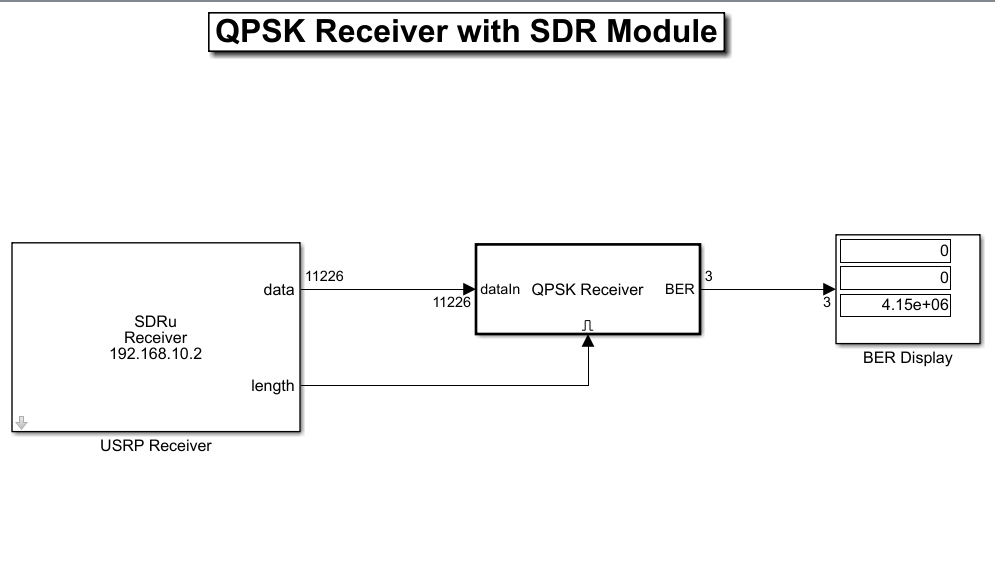 QPSK Receiver with SDR Module
data
11226
SDRu
Receiver
192.168.10.2
length
USRP Receiver
11226
dataIn
QPSK Receiver
BER
3
3
0
0
4.15e+06
BER Display